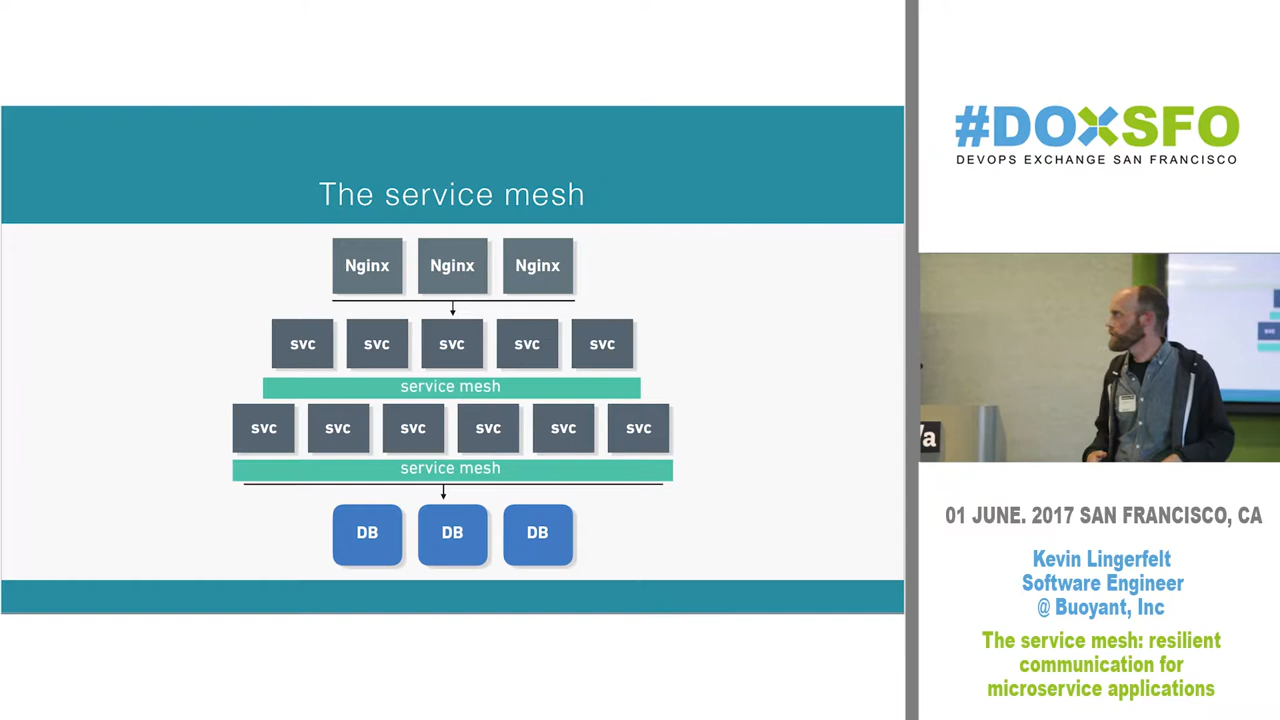 The service mesh
Nginx Nginx Nginx
svc svc svc svc svc
service mesh
svc svc svc svc svc svc
service mesh
DB DB DB
#DOXSFO
DEVOPS EXCHANGE SAN FRANCISCO
01 JUNE. 2017 SAN FRANCISCO, CA
Kevin Lingerfelt
Software Engineer
@ Buoyant, Inc
The service mesh: resilient
communication for
microservice applications